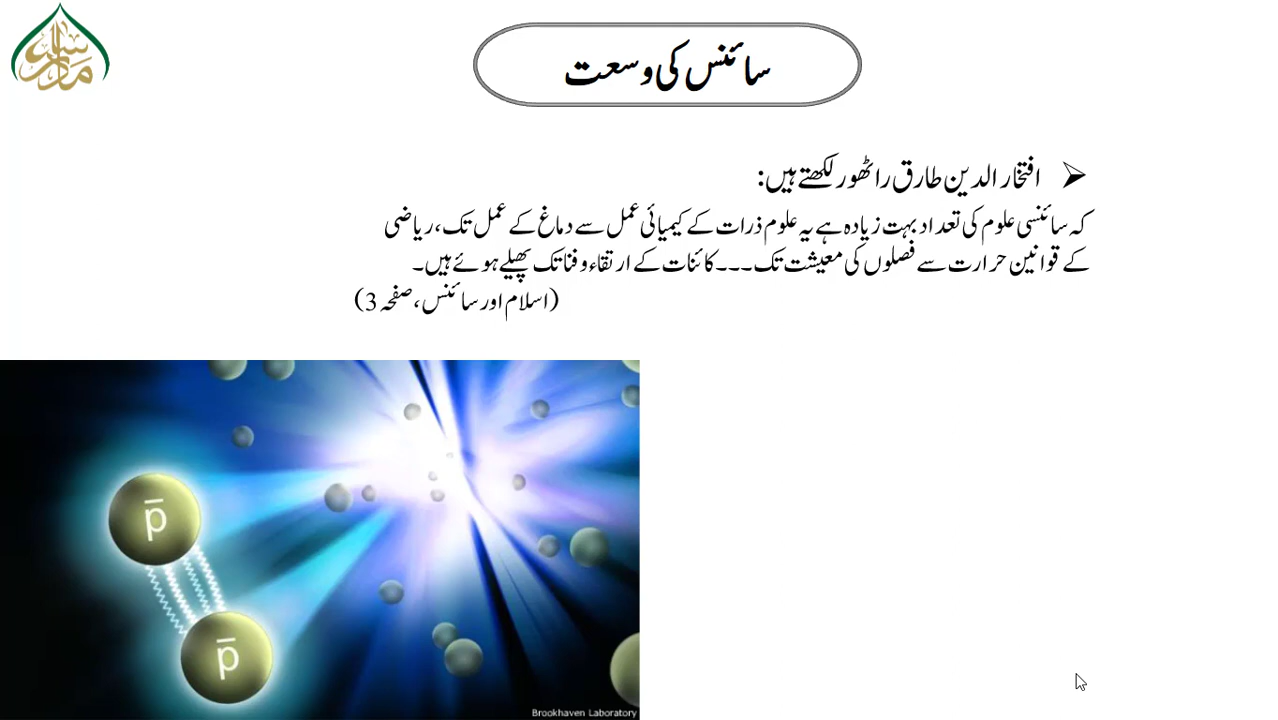 سائنس کی وسعت
افتخار الدین طارق راٹھور لکھتے ہیں:
کہ سائنسی علوم کی تعداد بہت زیادہ ہے یہ علوم ذرات کے کیمیائی عمل سے دماغ کے عمل تک، ریاضی
کے قوانین حرارت سے فصلوں کی معیشت تک۔۔۔کائنات کے ارتقاء و فنا تک پھیلے ہوئے ہیں۔
(اسلام اور سائنس، صفحہ 3)
p̄
p̄
Brookhaven Laboratory